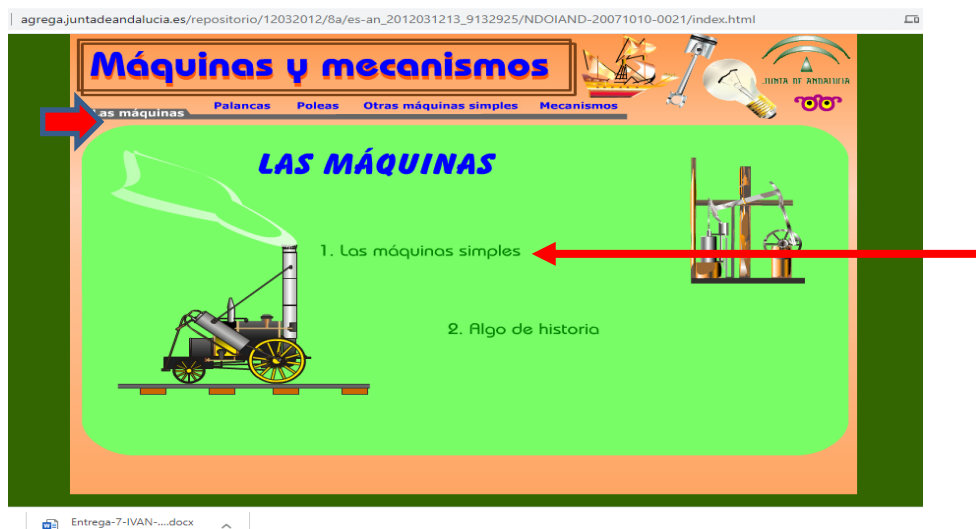 agrega.juntadeandalucia.es/repositorio/12032012/8a/es-an_2012031213_9132925/NDOIAND-20071010-0021/index.html
Máquinas y mecanismos
JUNTA DE ANDALUCIA
Las máquinas Palancas Poleas Otras máquinas simples Mecanismos
LAS MÁQUINAS
1. Las máquinas simples
2. Algo de historia
Entrega-7-IVAN-....docx